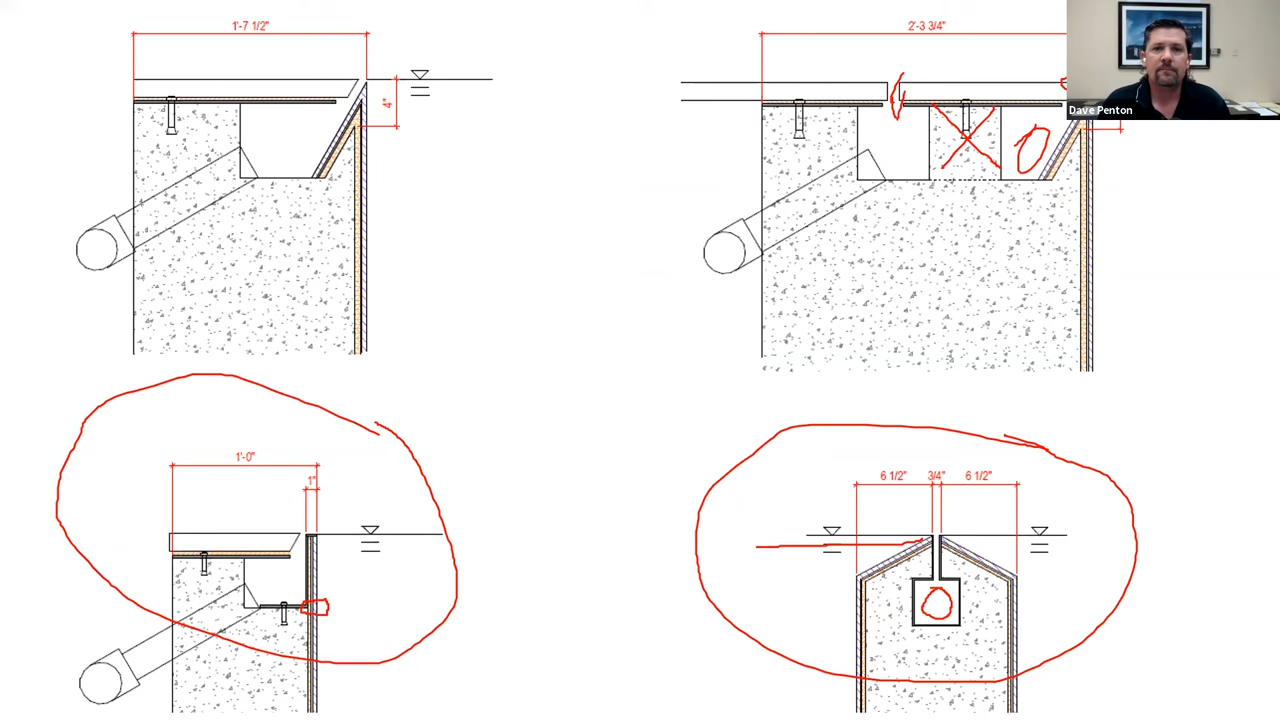 1'-7 1/2"
2'-3 3/4"
4"
Dave Penton
1'-0"
1"
6 1/2" 3/4" 6 1/2"